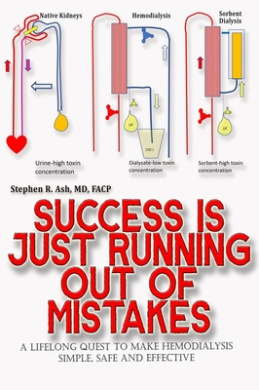 Native Kidneys
Hemodialysis
Sorbent
Dialysis
Urine-high toxin
concentration
Dialysate-low toxin
concentration
Sorbent-high toxin
concentration
Stephen R. Ash, MD, FACP
SUCCESS IS
JUST RUNNING
OUT OF
MISTAKES
A LIFELONG QUEST TO MAKE HEMODIALYSIS
SIMPLE, SAFE AND EFFECTIVE